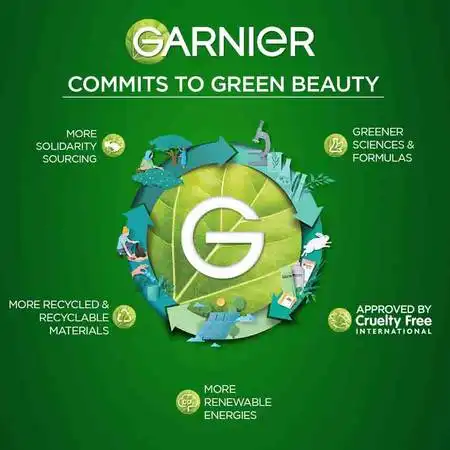 GARNIER
COMMITS TO GREEN BEAUTY
MORE
SOLIDARITY
SOURCING
GREENER
SCIENCES &
FORMULAS
G
MORE RECYCLED &
RECYCLABLE
MATERIALS
APPROVED BY
Cruelty Free
INTERNATIONAL
MORE
RENEWABLE
ENERGIES